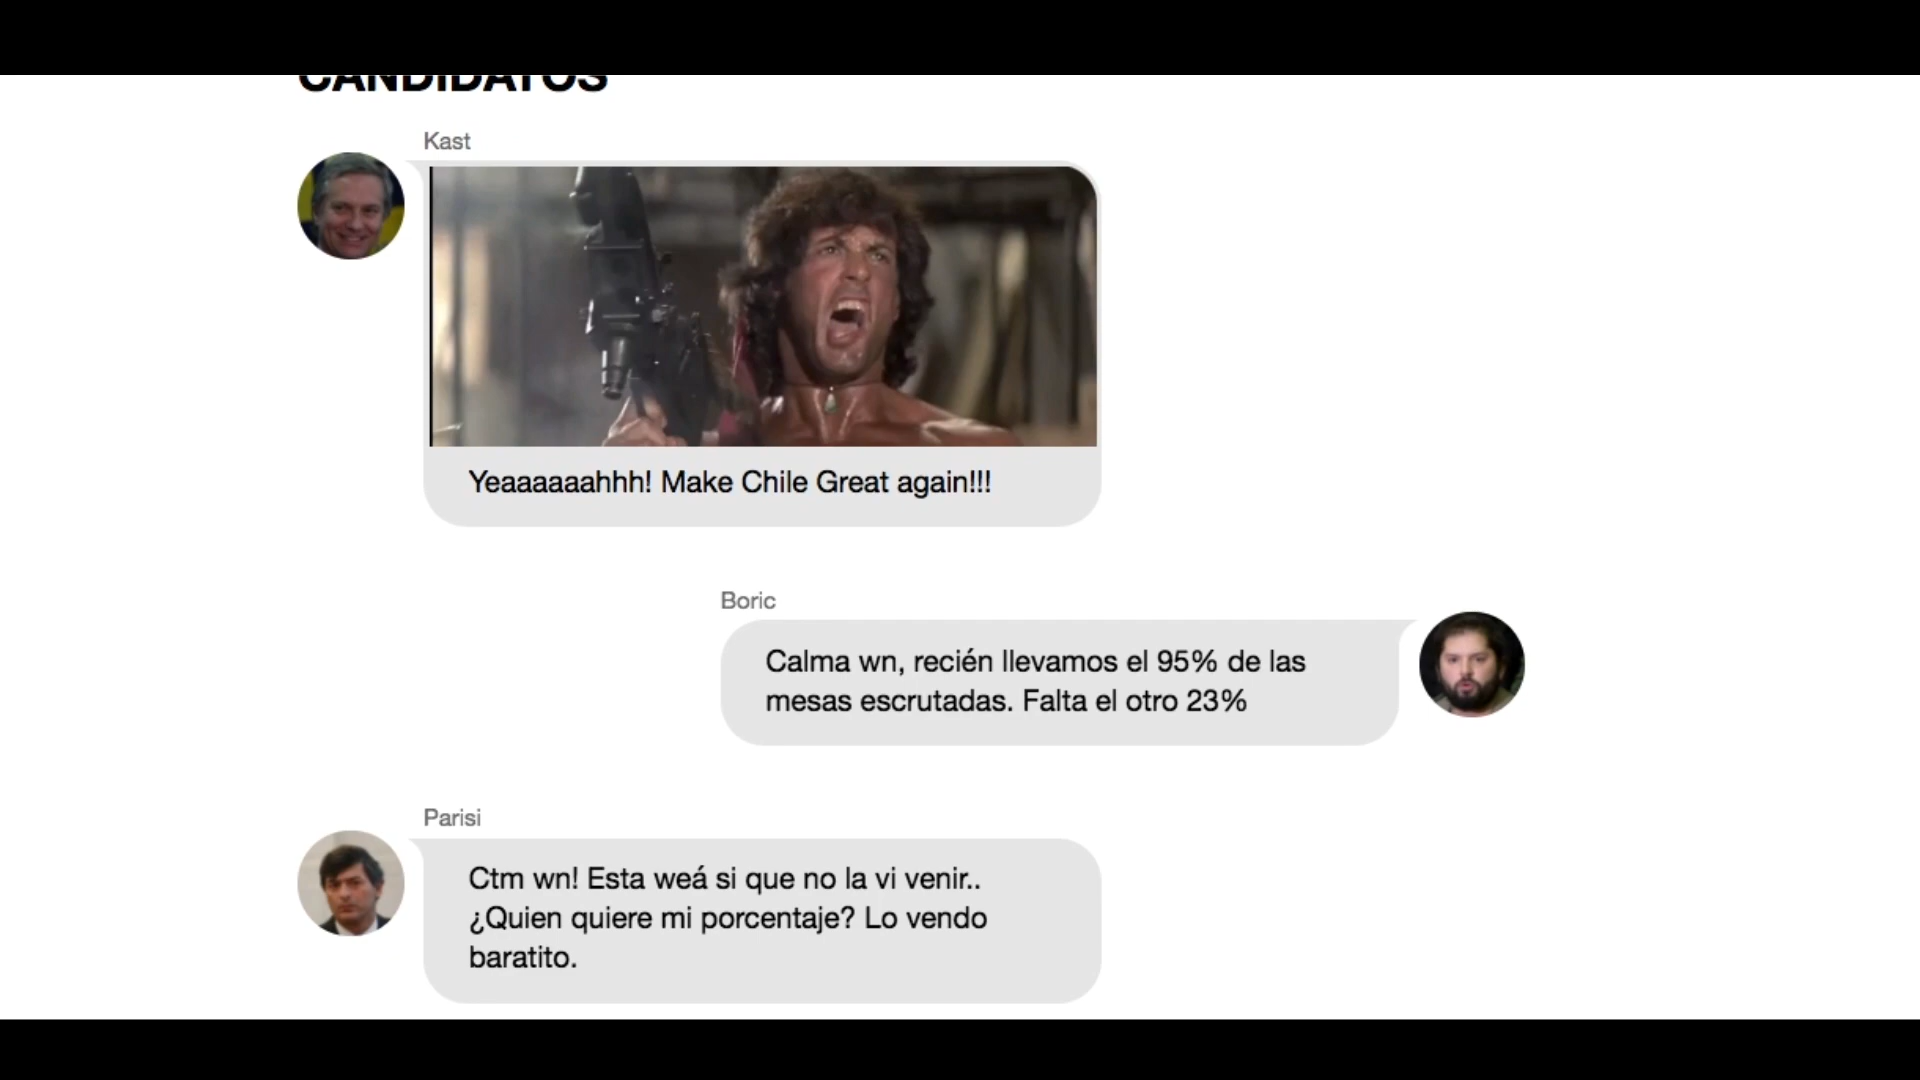 CANDIDATOS
Kast
Yeaaaaaahhh! Make Chile Great again!!!
Boric
Calma wn, recién llevamos el 95% de las
mesas escrutadas. Falta el otro 23%
Parisi
Ctm wn! Esta weá si que no la vi venir..
¿Quien quiere mi porcentaje? Lo vendo
baratito.